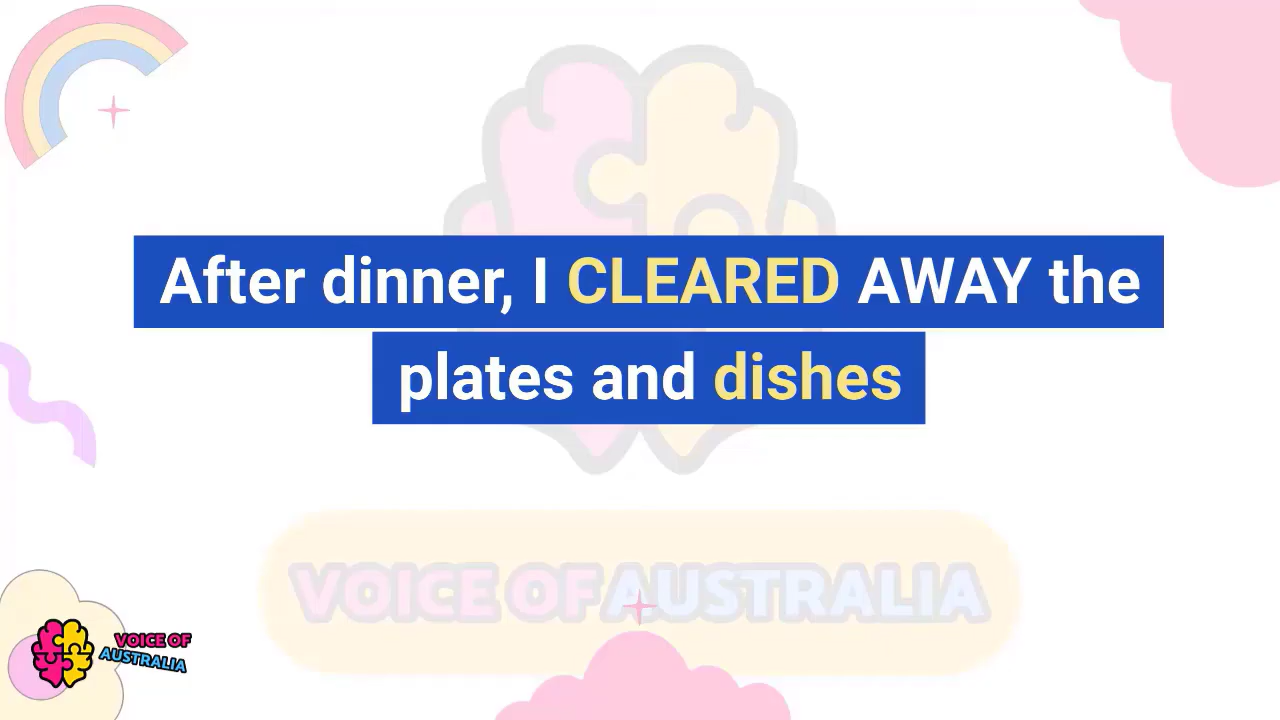 After dinner, I CLEARED AWAY the
plates and dishes
VOICE OF AUSTRALIA
VOICE OF
AUSTRALIA